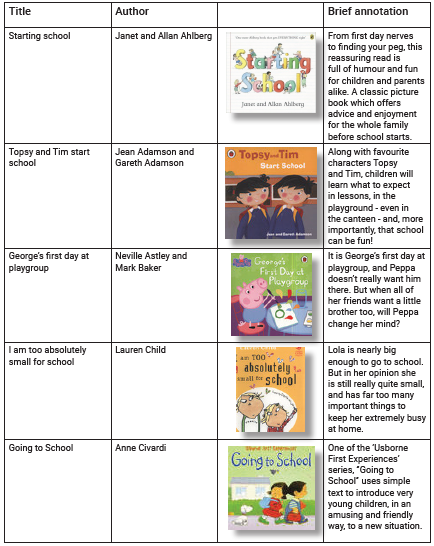 Title
Author
Brief annotation
Starting school
Janet and Allan Ahlberg
Starting
School
Janet and Allan Ahlberg
From first day nerves
to finding your peg, this
reassuring read is
full of humour and fun
for children and parents
alike. A classic picture
book which offers
advice and enjoyment
for the whole family
before school starts.
Topsy and Tim start
school
Jean Adamson and
Gareth Adamson
Topsy and Tim
Start School
Jean and Gareth Adamson
Along with favourite
characters Topsy
and Tim, children will
learn what to expect
in lessons, in the
playground - even in
the canteen - and, more
importantly, that school
can be fun!
George's first day at
playgroup
Neville Astley and
Mark Baker
George's
First Day at
Playgroup
It is George's first day at
playgroup, and Peppa
doesn't really want him
there. But when all of
her friends want a little
brother too, will Peppa
change her mind?
I am too absolutely
small for school
Lauren Child
am TOO
absolutely
small for school
Lola is nearly big
enough to go to school.
But in her opinion she
is still really quite small,
and has far too many
important things to
keep her extremely busy
at home.
Going to School
Anne Civardi
Going to School
One of the 'Usborne
First Experiences'
series, "Going to
School" uses simple
text to introduce very
young children, in an
amusing and friendly
way, to a new situation.